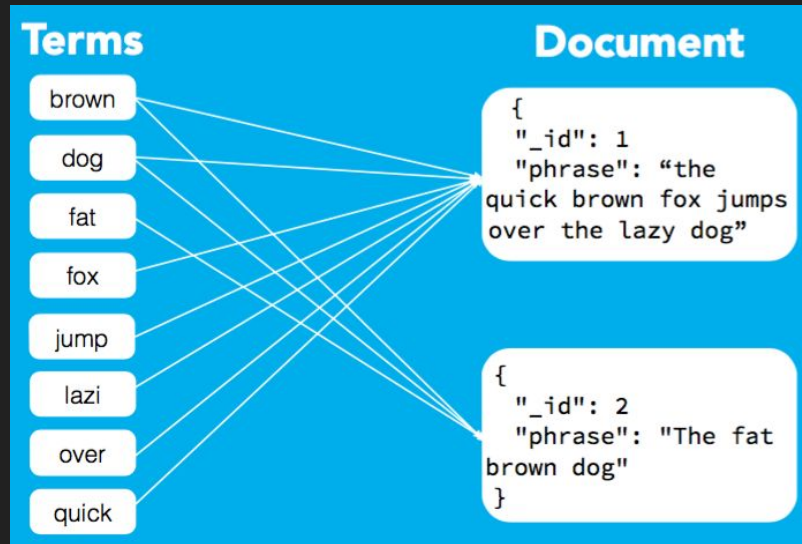 Terms
brown
dog
fat
fox
jump
lazi
over
quick
Document
{
"_id": 1
"phrase": “the
quick brown fox jumps
over the lazy dog”
{
"_id": 2
"phrase": "The fat
brown dog"
}